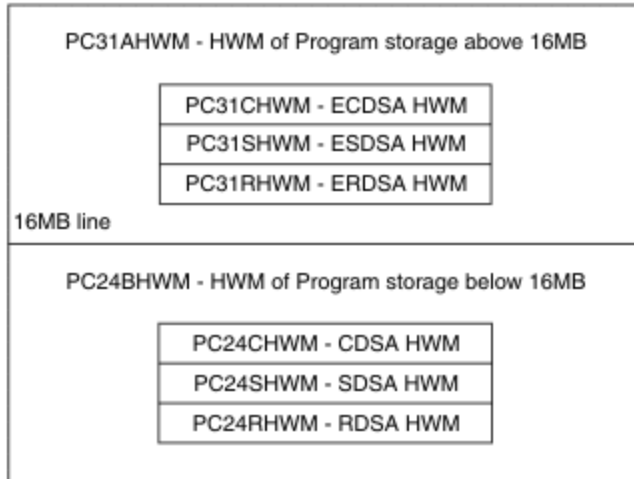 PC31AHWM - HWM of Program storage above 16MB
PC31CHWM - ECDSA HWM
PC31SHWM - ESDSA HWM
PC31RHWM - ERDSA HWM
16MB line
PC24BHWM - HWM of Program storage below 16MB
PC24CHWM - CDSA HWM
PC24SHWM - SDSA HWM
PC24RHWM - RDSA HWM